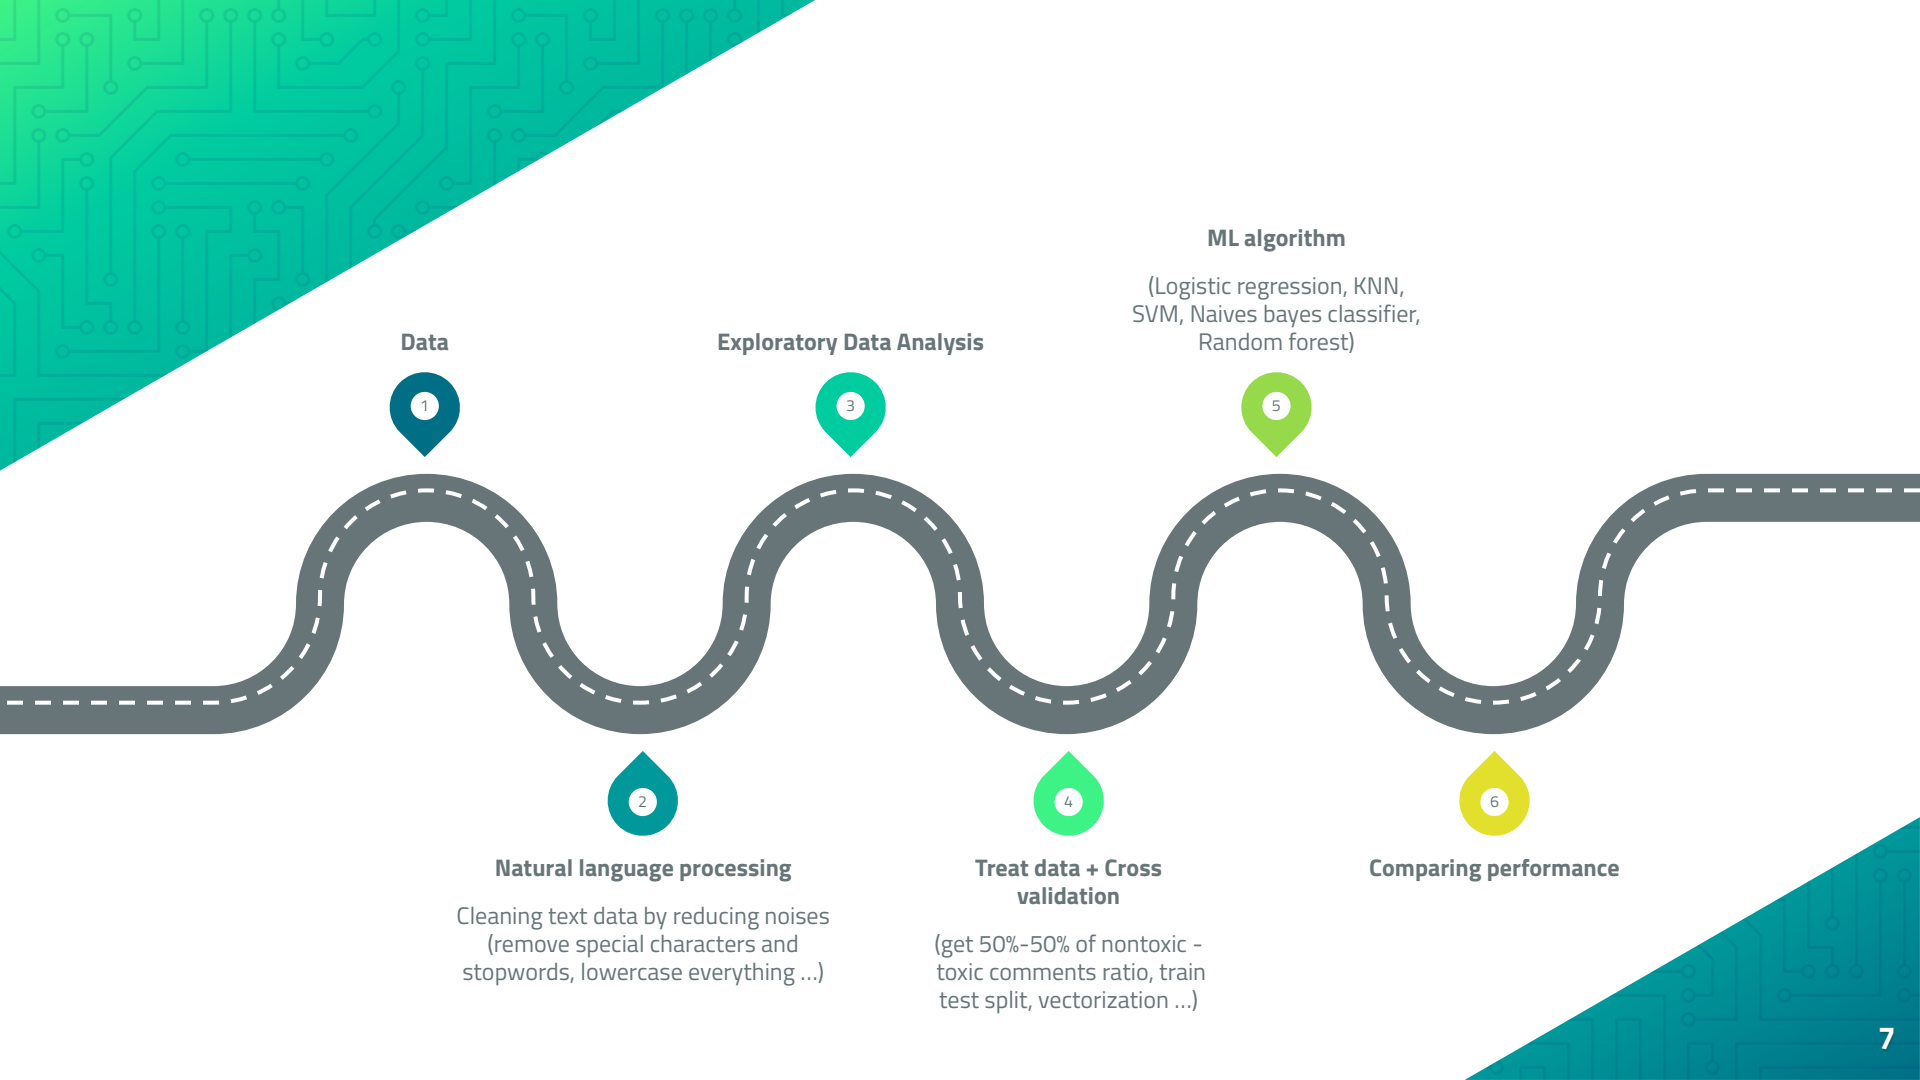 Data
1
Natural language processing
2
Cleaning text data by reducing noises
(remove special characters and
stopwords, lowercase everything ...)
Exploratory Data Analysis
3
4
Treat data + Cross
validation
(get 50%-50% of nontoxic -
toxic comments ratio, train
test split, vectorization ...)
ML algorithm
(Logistic regression, KNN,
SVM, Naives bayes classifier,
Random forest)
5
6
Comparing performance
7